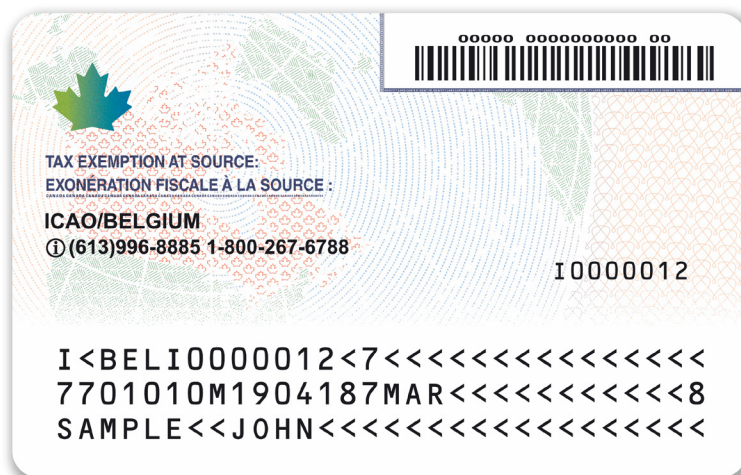 00000 0000000000 00
TAX EXEMPTION AT SOURCE:
EXONÉRATION FISCALE À LA SOURCE :
ICAO/BELGIUM
(613)996-8885 1-800-267-6788
I0000012
I<BELI0000012<7<<<<<<<<<<<<<<<
7701010M1904187MAR<<<<<<<<<<<8
SAMPLE<<JOHN<<<<<<<<<<<<<<<<<<